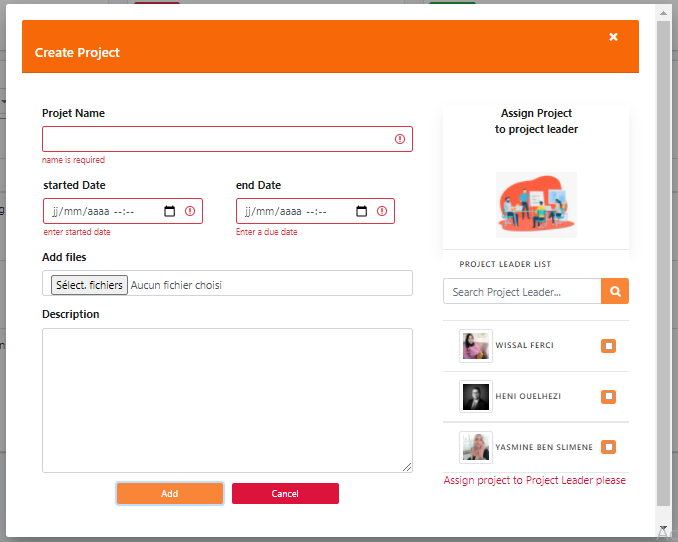 Create Project
Projet Name
name is required
started Date
end Date
jj/mm/aaaa --:--
jj/mm/aaaa --:--
enter started date
Enter a due date
Add files
Sélect. fichiers Aucun fichier choisi
Description
Add
Cancel
Assign Project
to project leader
PROJECT LEADER LIST
Search Project Leader...
WISSAL FERCI
HENI OUELHEZI
YASMINE BEN SLIMENE
Assign project to Project Leader please